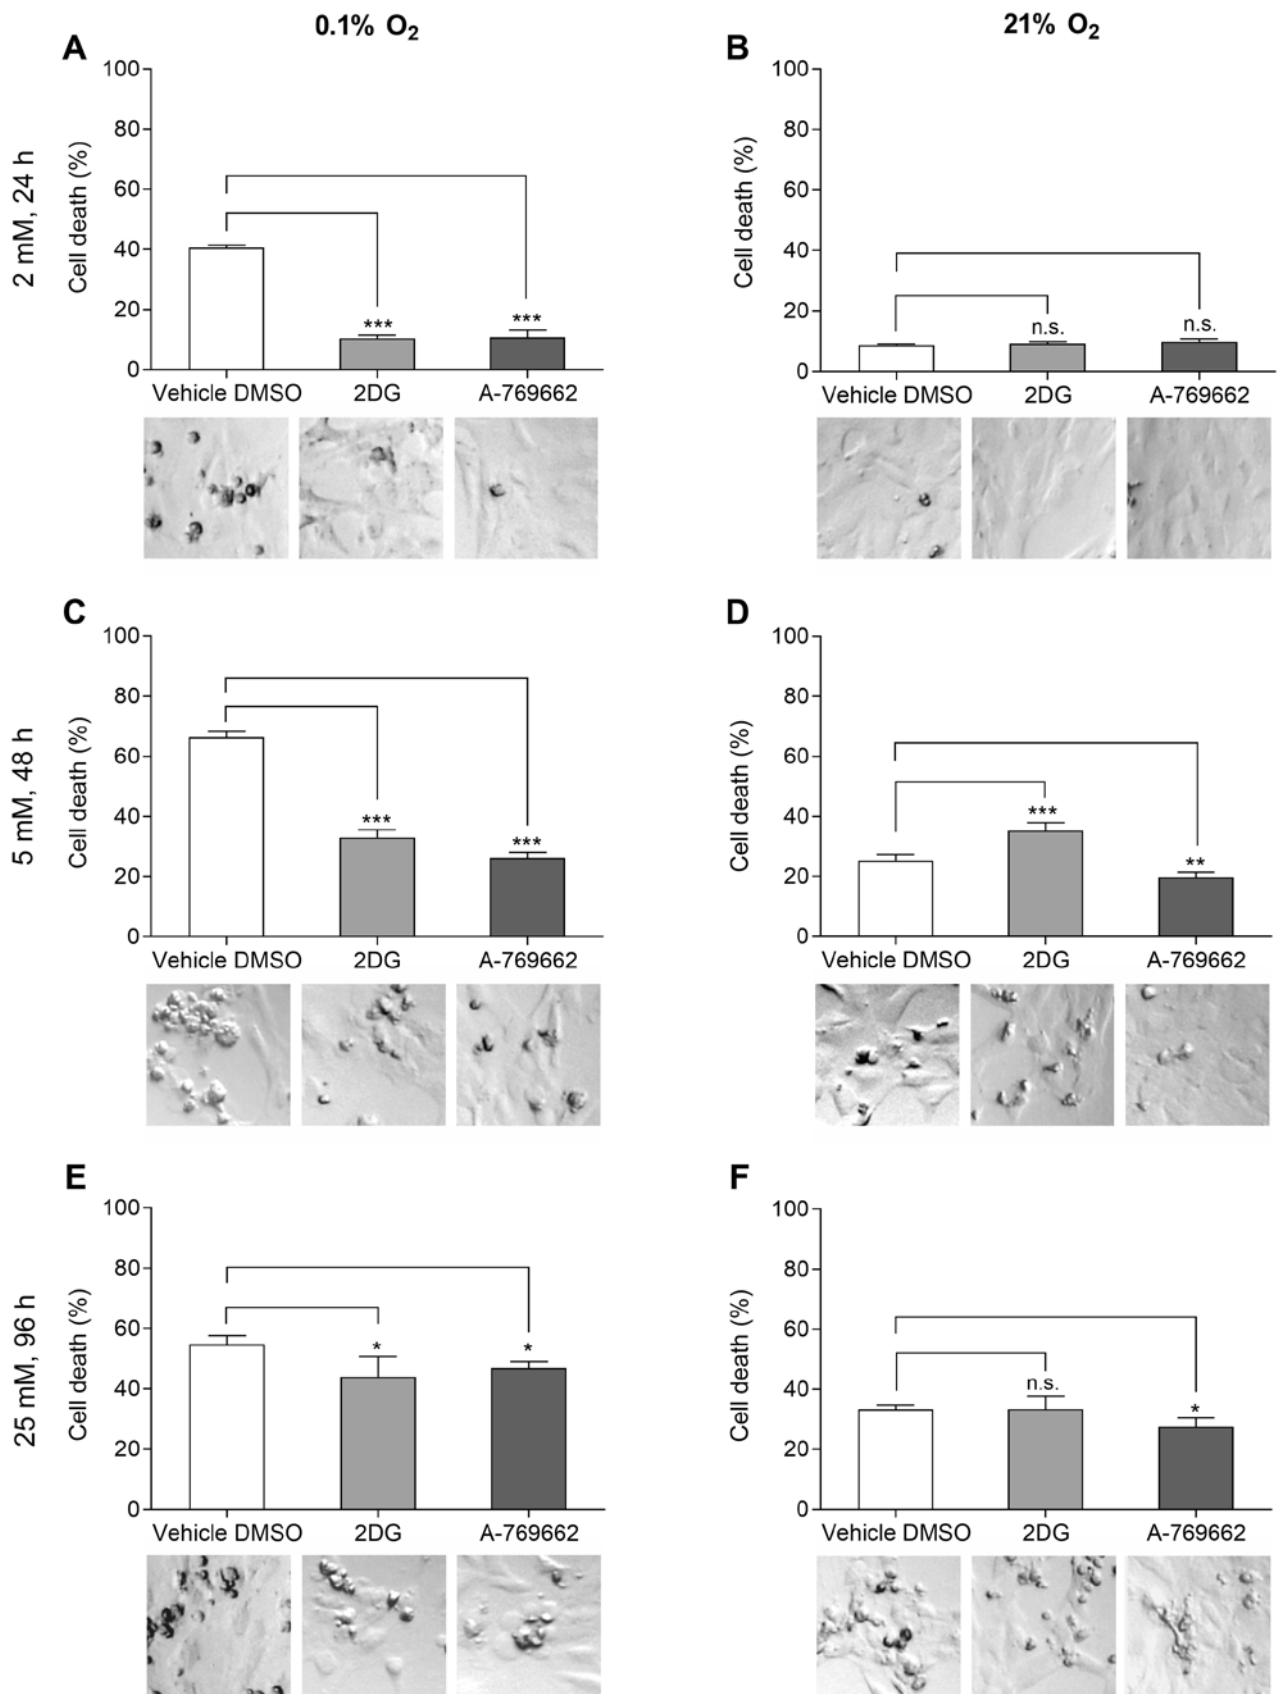 0.1% O2
21% O2
A
B
2 mM, 24 h
Cell death (%)
100
80
60
40
20
0
***
***
Vehicle DMSO
2DG
A-769662
Cell death (%)
100
80
60
40
20
0
n.s.
n.s.
Vehicle DMSO
2DG
A-769662
C
D
5 mM, 48 h
Cell death (%)
100
80
60
40
20
0
***
***
Vehicle DMSO
2DG
A-769662
Cell death (%)
100
80
60
40
20
0
***
**
Vehicle DMSO
2DG
A-769662
E
F
25 mM, 96 h
Cell death (%)
100
80
60
40
20
0
*
*
Vehicle DMSO
2DG
A-769662
Cell death (%)
100
80
60
40
20
0
n.s.
*
Vehicle DMSO
2DG
A-769662